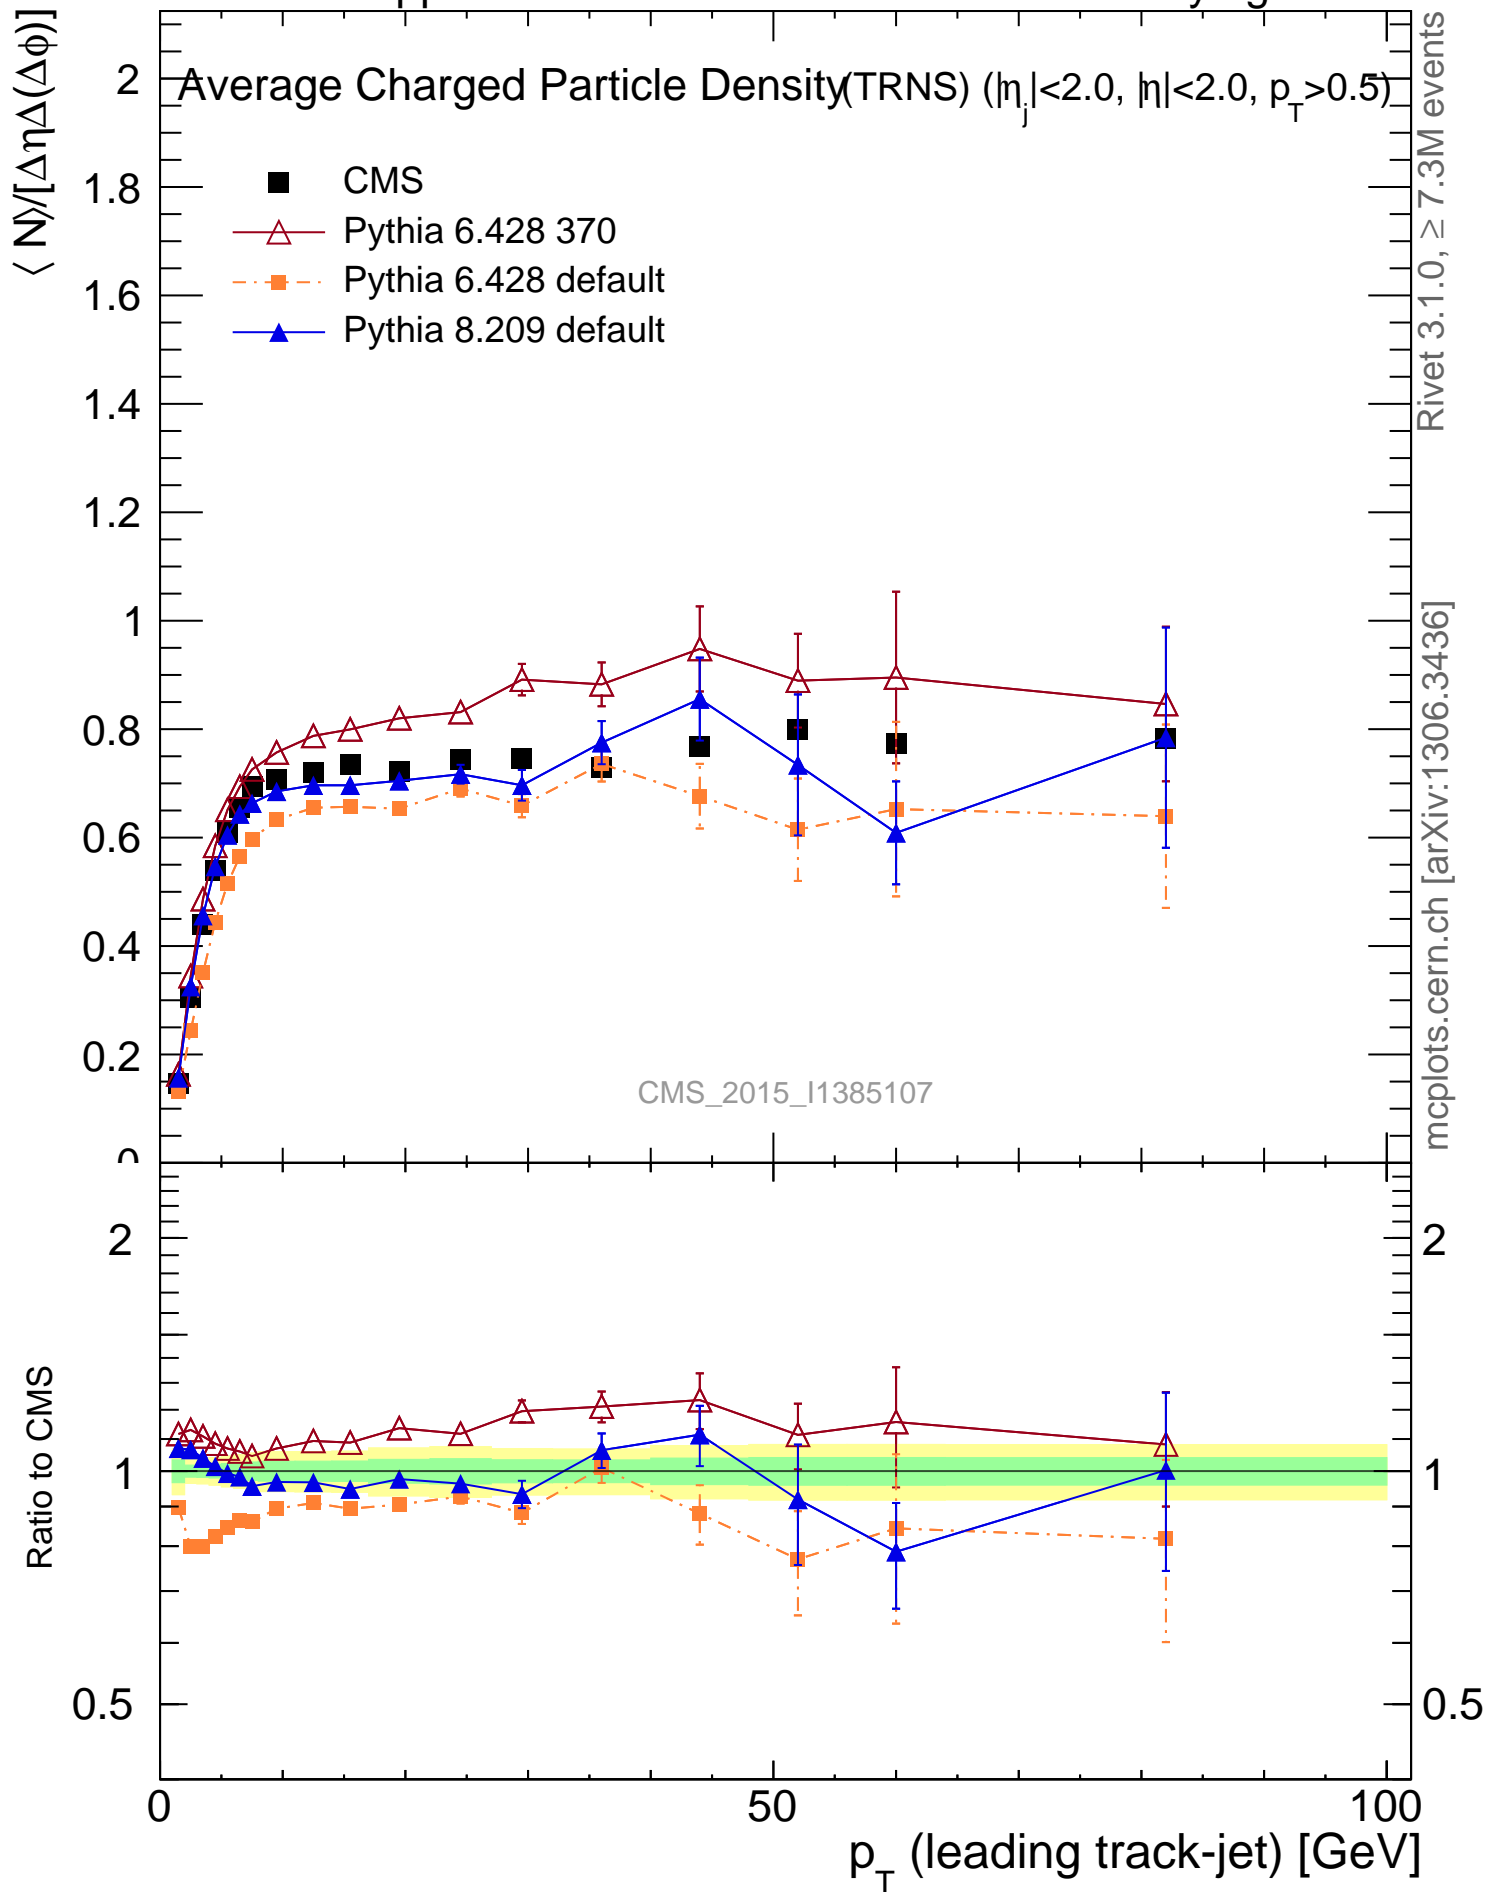 ⟨ N⟩/[ΔηΔ(Δϕ)]
Average Charged Particle Density (TRNS) (|η_j|<2.0, |η|<2.0, p_T>0.5)
CMS
Pythia 6.428 370
Pythia 6.428 default
Pythia 8.209 default
2
1.8
1.6
1.4
1.2
1
0.8
0.6
0.4
0.2
0
CMS_2015_I1385107
Rivet 3.1.0, ≥ 7.3M events
mcplots.cern.ch [arXiv:1306.3436]
Ratio to CMS
2
1
0.5
2
1
0.5
0
50
100
p_T (leading track-jet) [GeV]